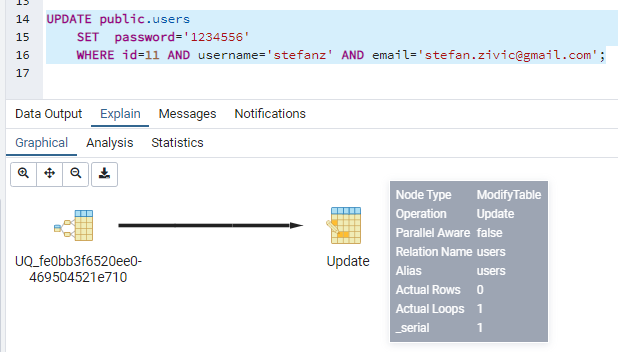 13
14 UPDATE public.users
15 SET password='1234556'
16 WHERE id=11 AND username='stefanz' AND email='stefan.zivic@gmail.com';
17
Data Output Explain Messages Notifications
Graphical Analysis Statistics
UQ_fe0bb3f6520ee0-
469504521e710
Update
Node Type ModifyTable
Operation Update
Parallel Aware false
Relation Name users
Alias users
Actual Rows 0
Actual Loops 1
_serial 1